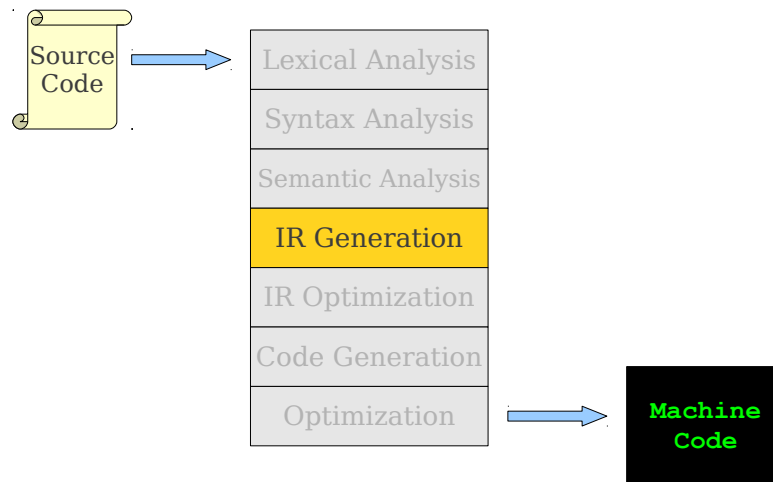 Source
Code
Lexical Analysis
Syntax Analysis
Semantic Analysis
IR Generation
IR Optimization
Code Generation
Optimization
Machine
Code